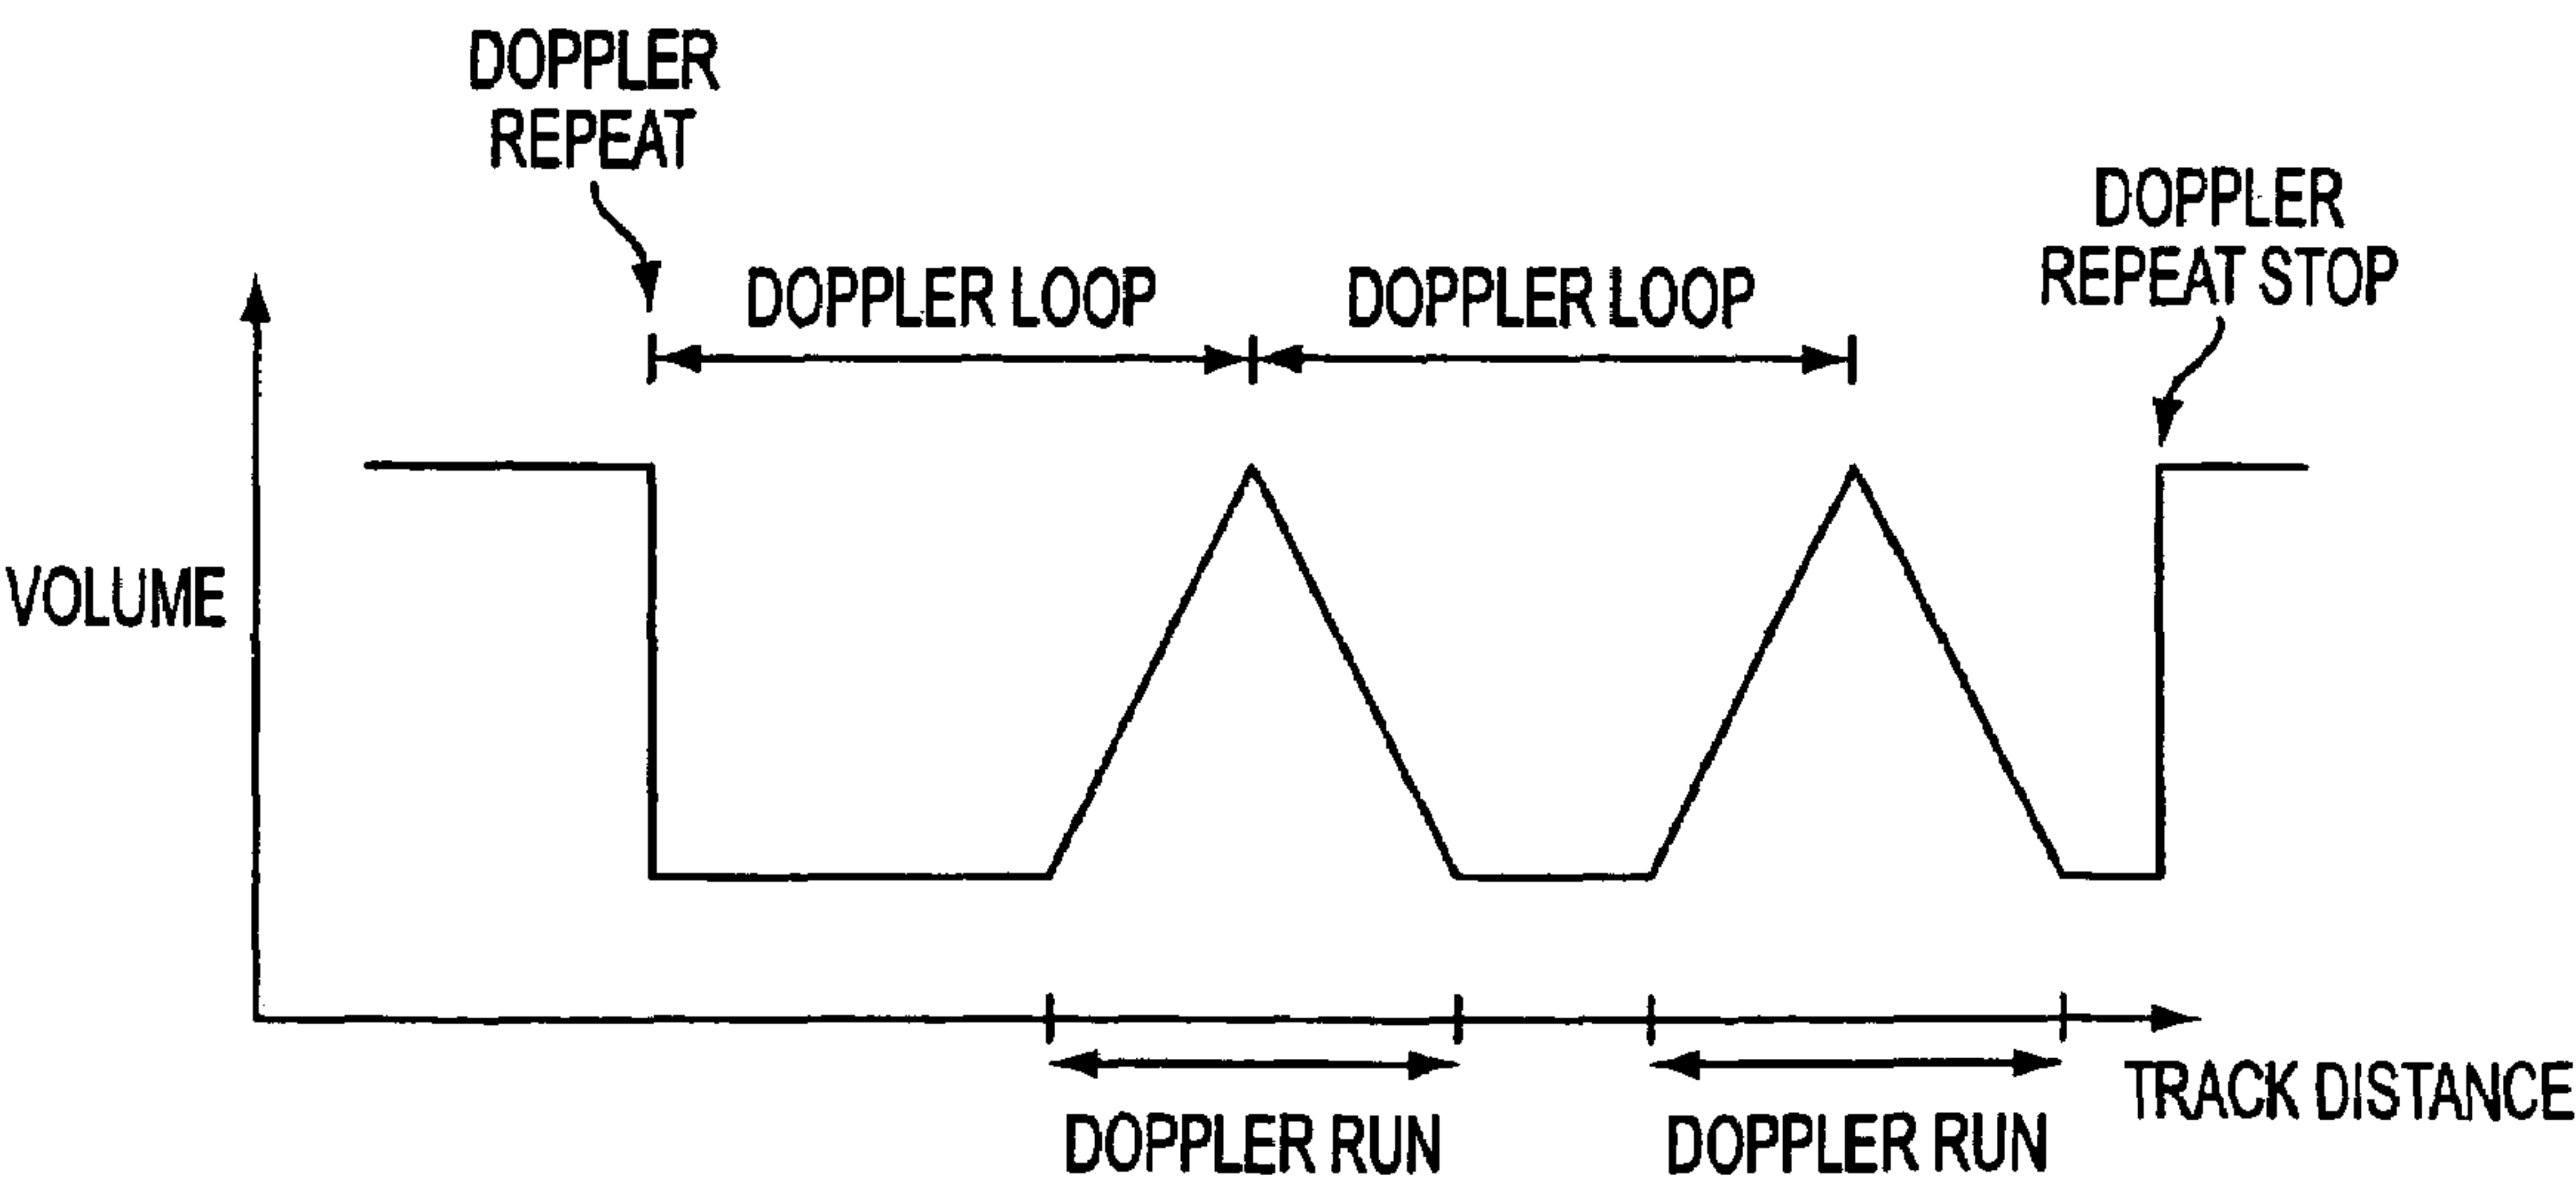 DOPPLER
REPEAT
DOPPLER
REPEAT STOP
DOPPLER LOOP
DOPPLER LOOP
VOLUME
TRACK DISTANCE
DOPPLER RUN
DOPPLER RUN